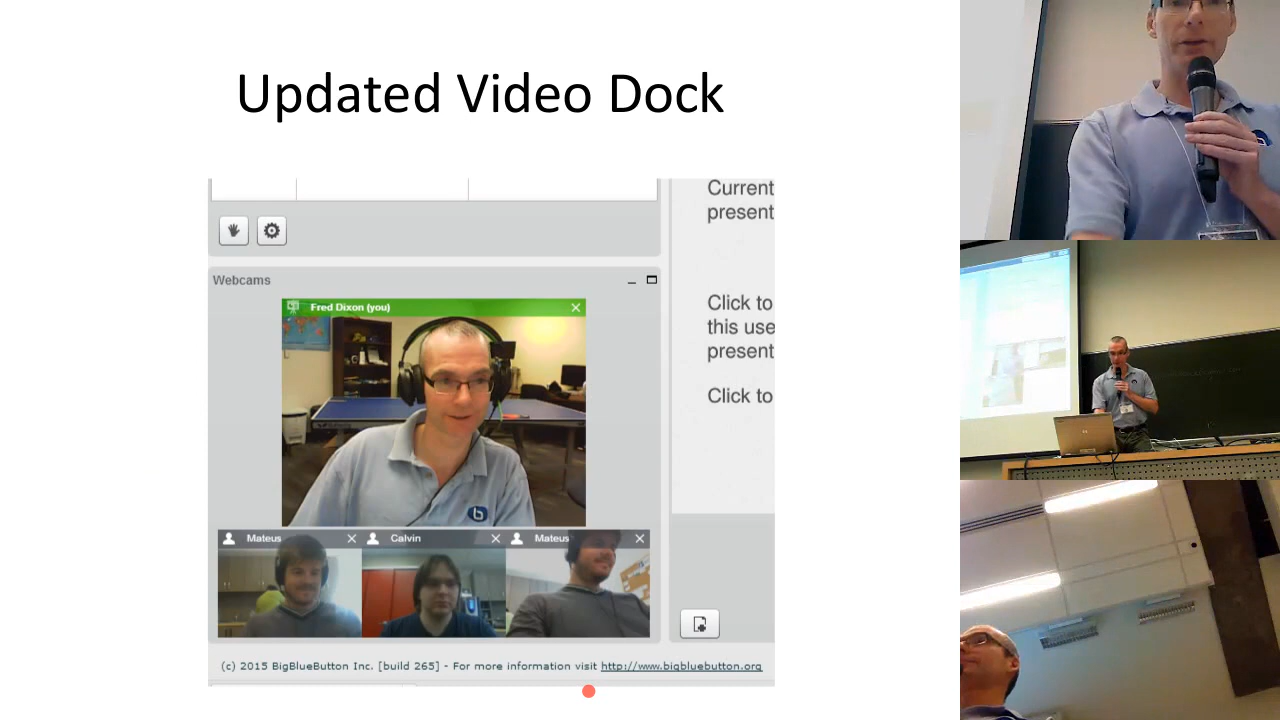 Updated Video Dock
Current
present
Webcams
Fred Dixon (you)
Click to
this use
present
Click to
Mateus
Calvin
Mateus
(c) 2015 BigBlueButton Inc. [build 265] - For more information visit http://www.bigbluebutton.org